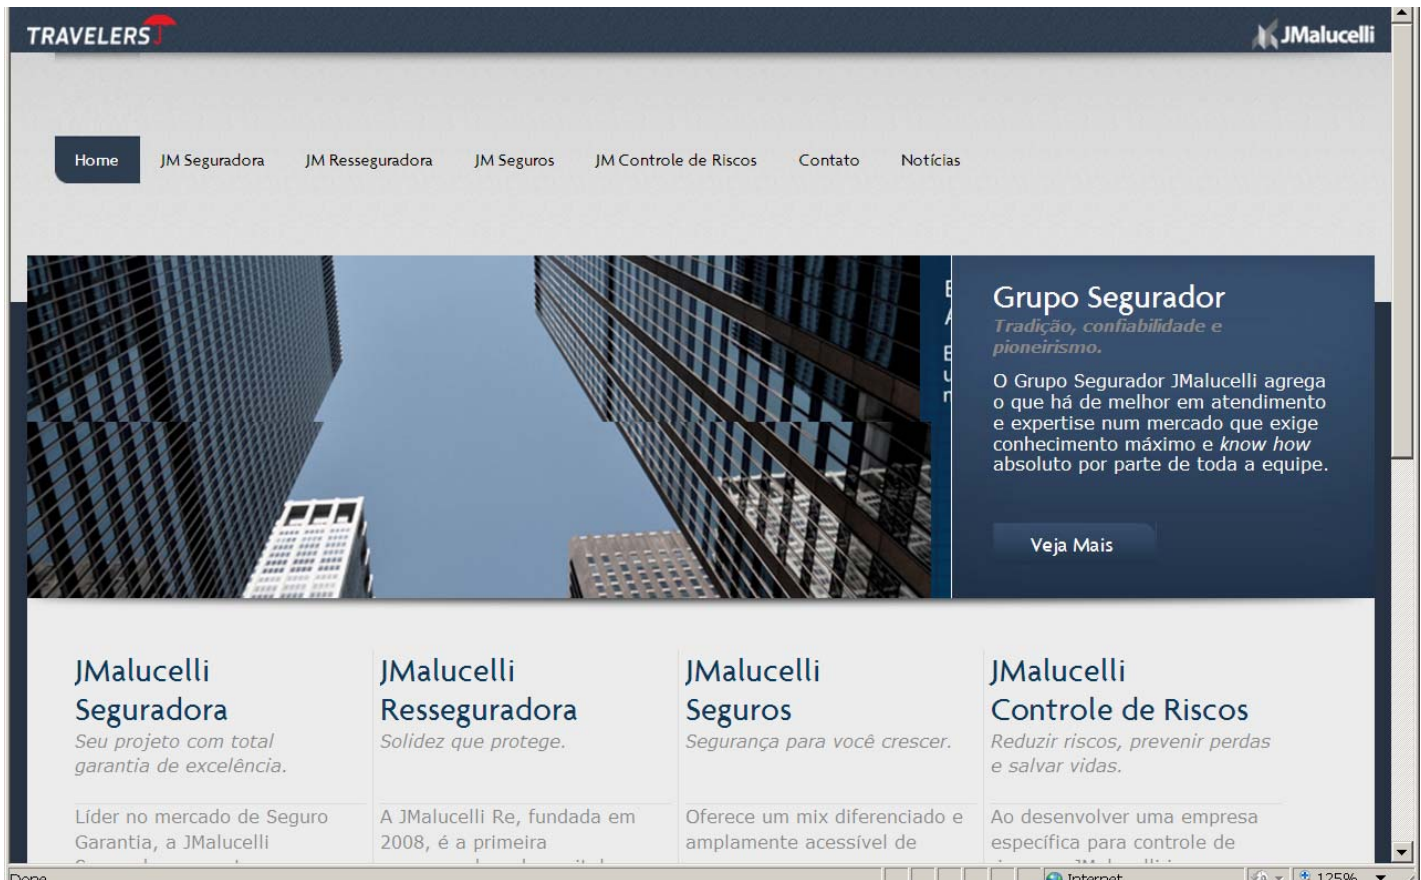 TRAVELERS
JMalucelli
Home JM Seguradora JM Resseguradora JM Seguros JM Controle de Riscos Contato Notícias
Grupo Segurador
Tradição, confiabilidade e
pioneirismo.
O Grupo Segurador JMalucelli agrega
o que há de melhor em atendimento
e expertise num mercado que exige
conhecimento máximo e know how
absoluto por parte de toda a equipe.
Veja Mais
JMalucelli
Seguradora
Seu projeto com total
garantia de excelência.
Líder no mercado de Seguro
Garantia, a JMalucelli
JMalucelli
Resseguradora
Solidez que protege.
A JMalucelli Re, fundada em
2008, é a primeira
JMalucelli
Seguros
Segurança para você crescer.
Oferece um mix diferenciado e
amplamente acessível de
JMalucelli
Controle de Riscos
Reduzir riscos, prevenir perdas
e salvar vidas.
Ao desenvolver uma empresa
específica para controle de
Done
Internet
125%